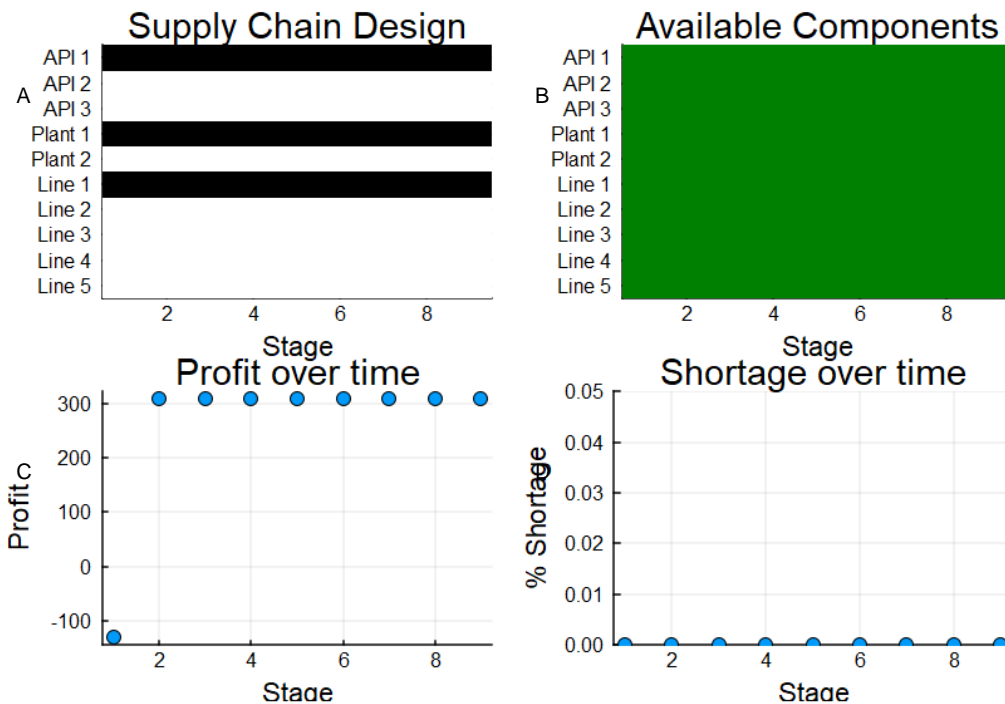 Supply Chain Design
A
API 1
API 2
API 3
Plant 1
Plant 2
Line 1
Line 2
Line 3
Line 4
Line 5
2 4 6 8
Stage
Available Components
B
API 1
API 2
API 3
Plant 1
Plant 2
Line 1
Line 2
Line 3
Line 4
Line 5
2 4 6 8
Stage
Profit over time
C
Profit
300
200
100
0
-100
2 4 6 8
Stage
Shortage over time
% Shortage
0.05
0.04
0.03
0.02
0.01
0.00
2 4 6 8
Stage